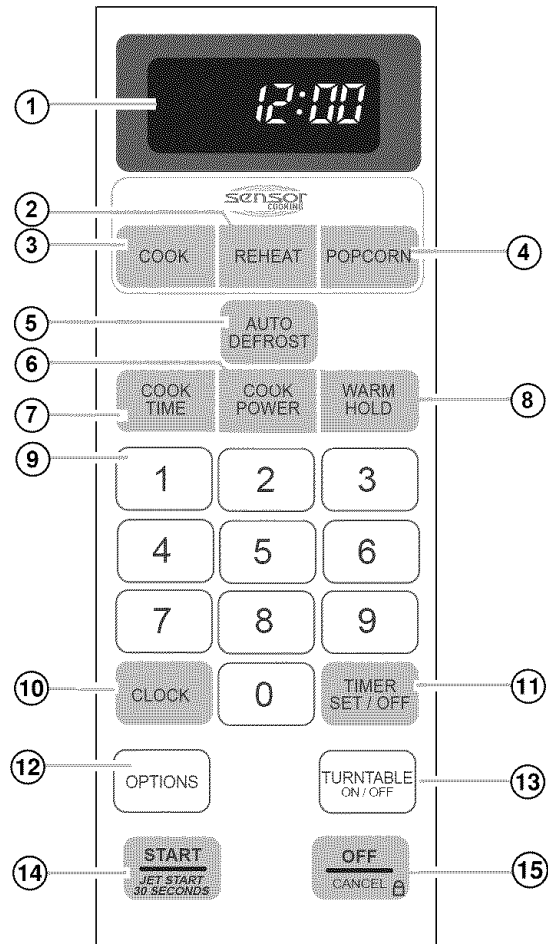 1
12:00
sensor
COOKING
2
3
COOK
REHEAT
POPCORN
4
5
AUTO
DEFROST
6
COOK
TIME
COOK
POWER
WARM
HOLD
7
8
9
1
2
3
4
5
6
7
8
9
10
CLOCK
0
TIMER
SET / OFF
11
12
OPTIONS
TURNTABLE
ON / OFF
13
14
START
JET START
30 SECONDS
OFF
CANCEL
15